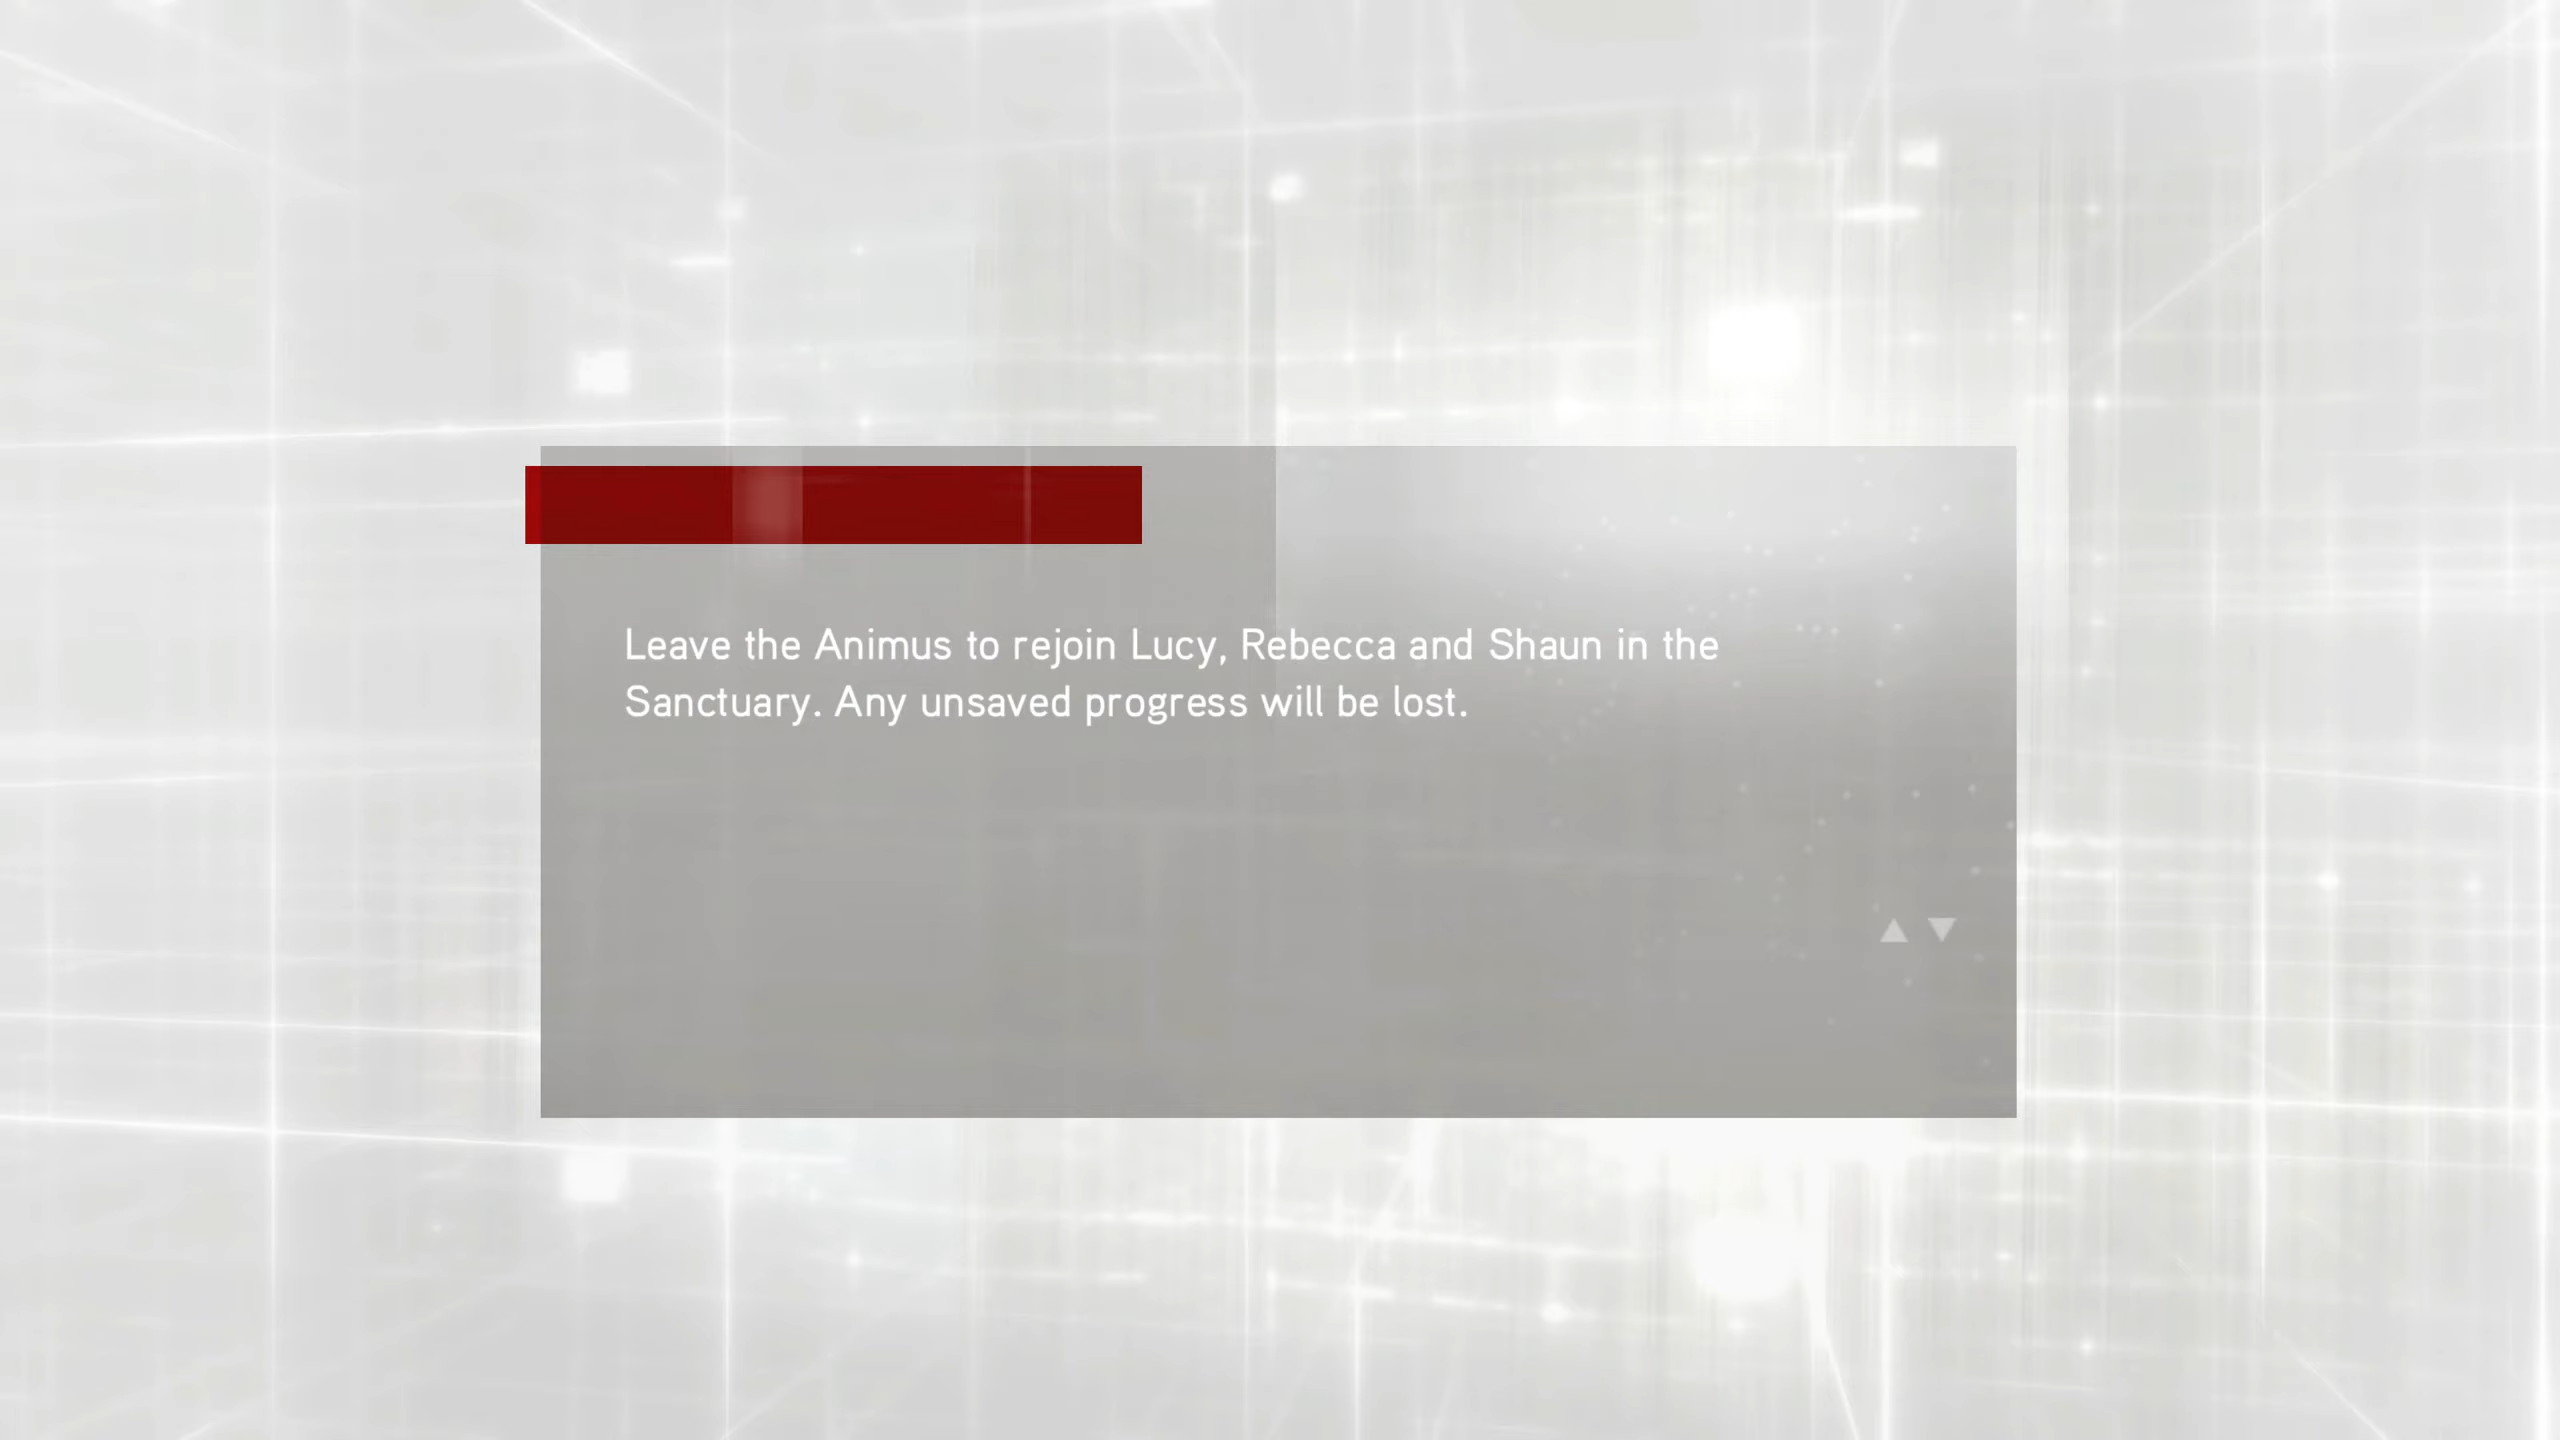 Leave the Animus to rejoin Lucy, Rebecca and Shaun in the
Sanctuary. Any unsaved progress will be lost.